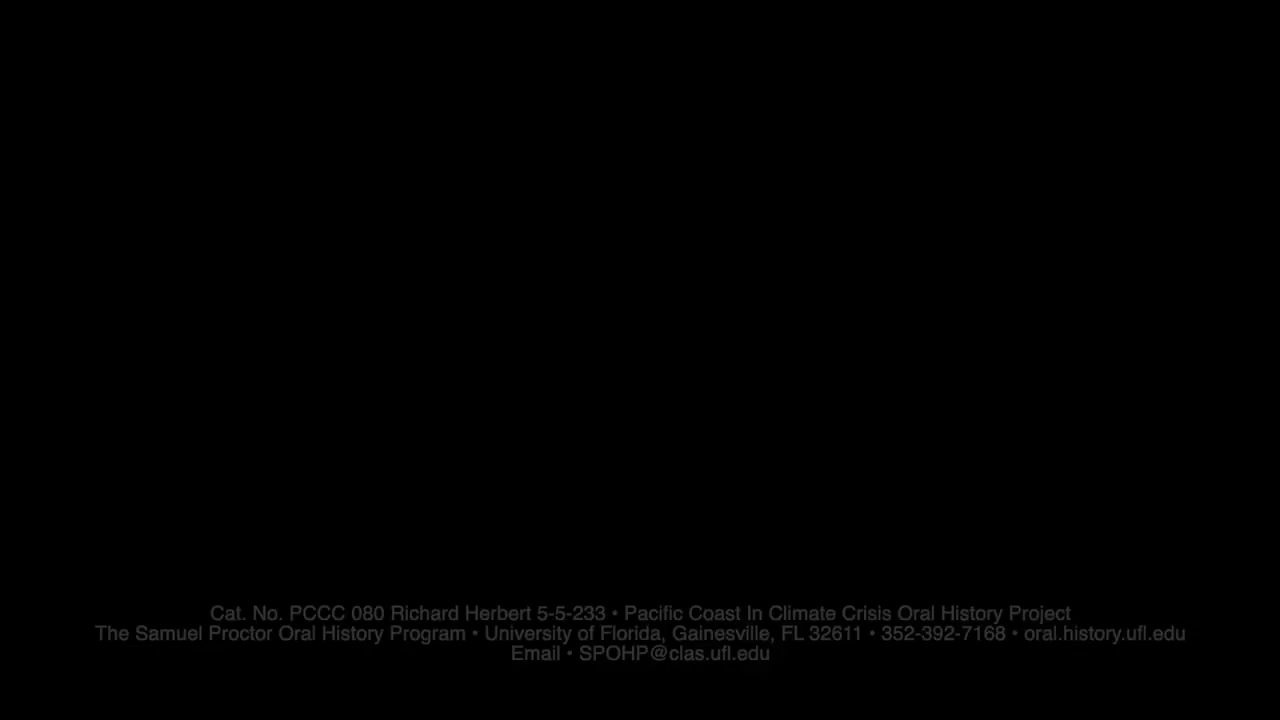 Cat. No. PCCC 080 Richard Herbert 5-5-233 • Pacific Coast In Climate Crisis Oral History Project
The Samuel Proctor Oral History Program • University of Florida, Gainesville, FL 32611 • 352-392-7168 • oral.history.ufl.edu
Email • SPOHP@clas.ufl.edu